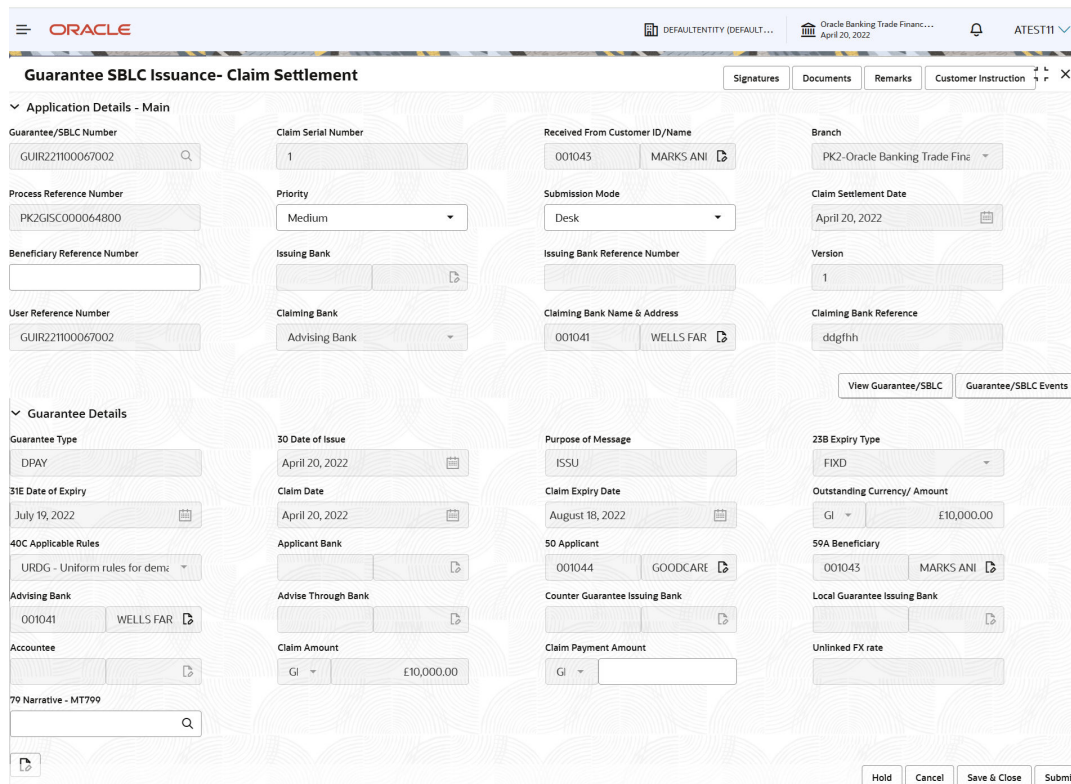 ORACLE
DEFAULTENTITY (DEFAULT...
Oracle Banking Trade Financ...
April 20, 2022
ATEST11
Guarantee SBLC Issuance- Claim Settlement
Signatures Documents Remarks Customer Instruction
Application Details - Main
Guarantee/SBLC Number Claim Serial Number Received From Customer ID/Name Branch
GUIR221100067002 1 001043 MARKS ANI PK2-Oracle Banking Trade Fina
Process Reference Number Priority Submission Mode Claim Settlement Date
PK2GISC000064800 Medium Desk April 20, 2022
Beneficiary Reference Number Issuing Bank Issuing Bank Reference Number Version
1
User Reference Number Claiming Bank Claiming Bank Name & Address Claiming Bank Reference
GUIR221100067002 Advising Bank 001041 WELLS FAR ddgfhh
View Guarantee/SBLC Guarantee/SBLC Events
Guarantee Details
Guarantee Type 30 Date of Issue Purpose of Message 23B Expiry Type
DPAY April 20, 2022 ISSU FIXD
31E Date of Expiry Claim Date Claim Expiry Date Outstanding Currency/ Amount
July 19, 2022 April 20, 2022 August 18, 2022 GI £10,000.00
40C Applicable Rules Applicant Bank 50 Applicant 59A Beneficiary
URDG - Uniform rules for dema 001044 GOODCARE 001043 MARKS ANI
Advising Bank Advise Through Bank Counter Guarantee Issuing Bank Local Guarantee Issuing Bank
001041 WELLS FAR
Accountee Claim Amount Claim Payment Amount Unlinked FX rate
GI £10,000.00 GI
79 Narrative - MT799
Hold Cancel Save & Close Submi